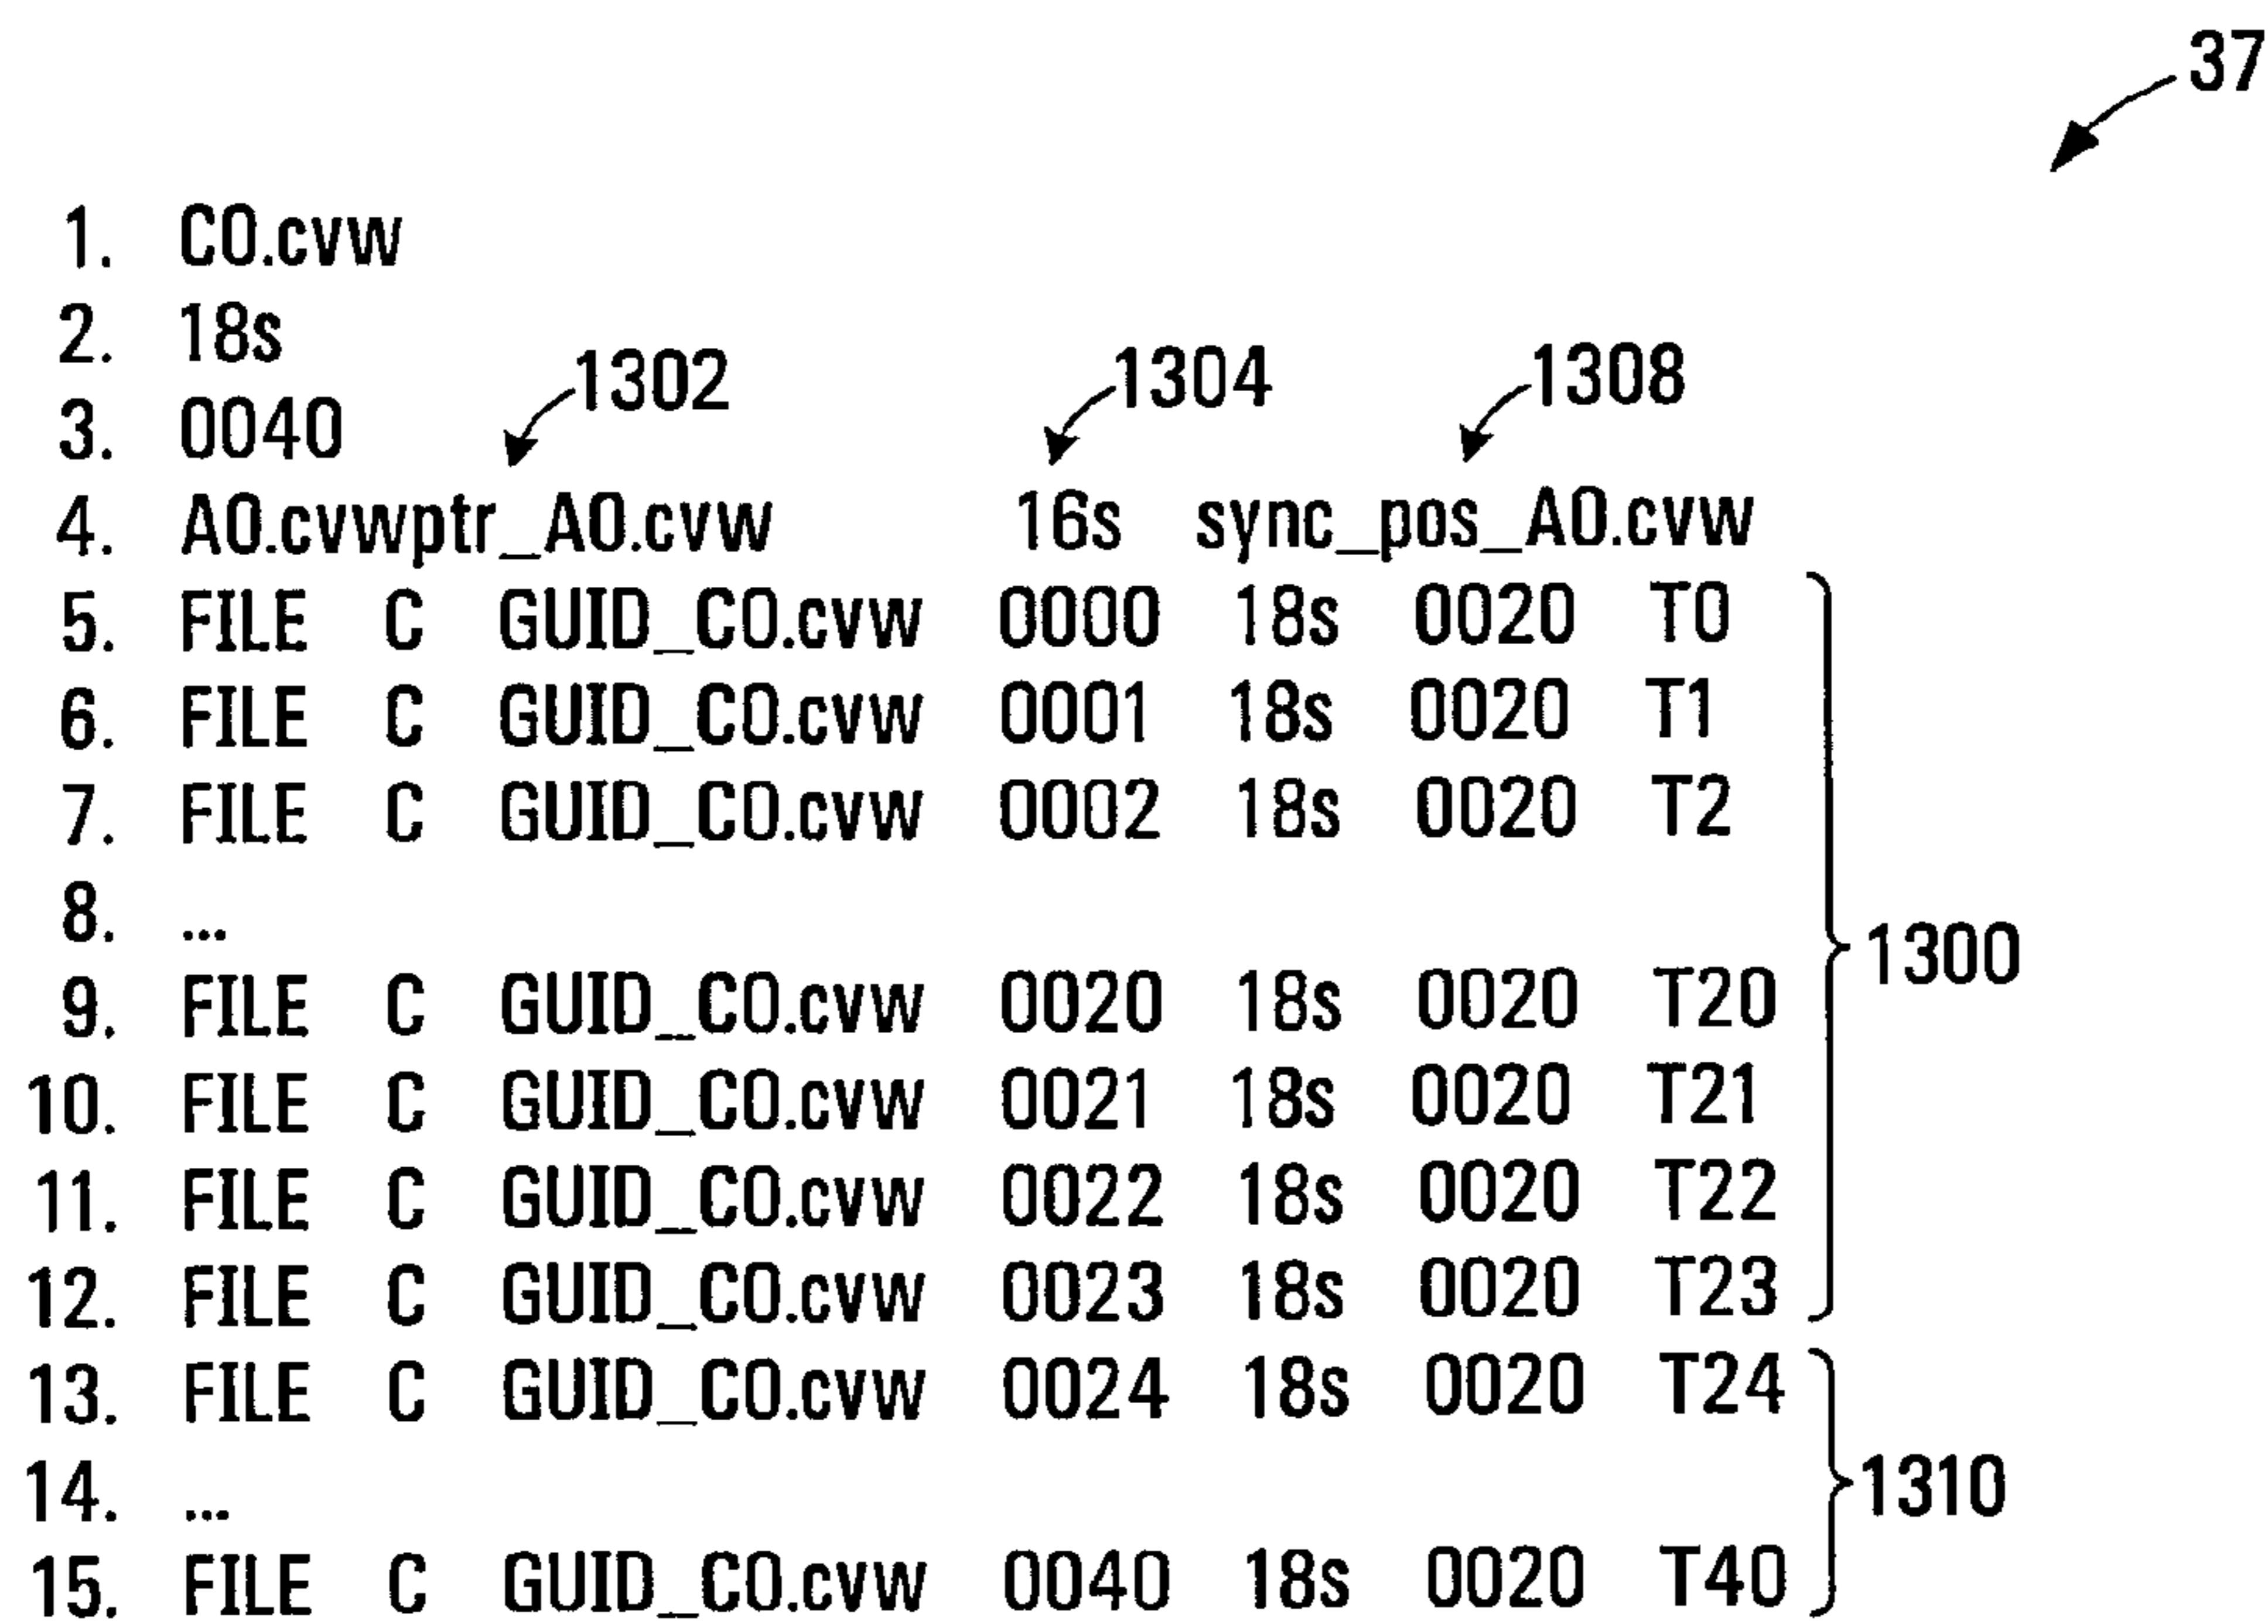 37
1. C0.cvw
2. 18s
1302 1304 1308
3. 0040
4. A0.cvwptr_A0.cvw 16s sync_pos_A0.cvw
5. FILE C GUID_C0.cvw 0000 18s 0020 T0
6. FILE C GUID_C0.cvw 0001 18s 0020 T1
7. FILE C GUID_C0.cvw 0002 18s 0020 T2
8. ...
1300
9. FILE C GUID_C0.cvw 0020 18s 0020 T20
10. FILE C GUID_C0.cvw 0021 18s 0020 T21
11. FILE C GUID_C0.cvw 0022 18s 0020 T22
12. FILE C GUID_C0.cvw 0023 18s 0020 T23
13. FILE C GUID_C0.cvw 0024 18s 0020 T24
14. ...
1310
15. FILE C GUID_C0.cvw 0040 18s 0020 T40